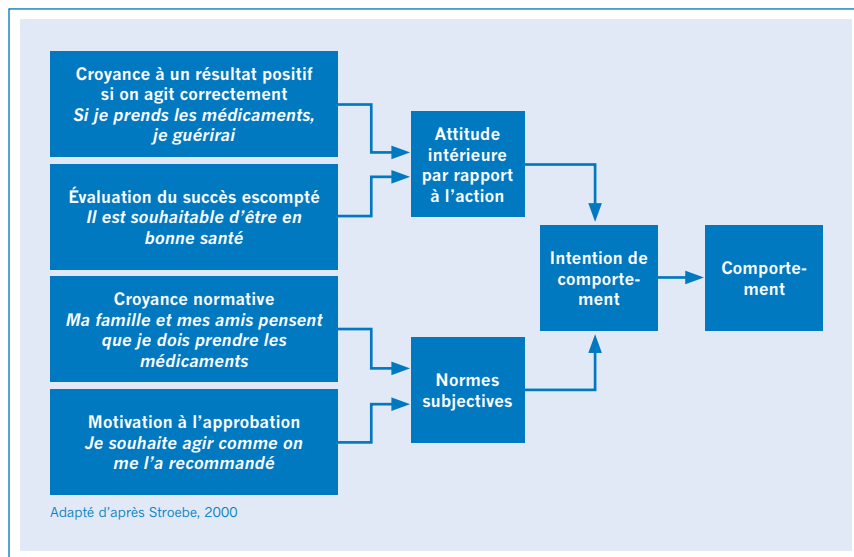 Croyance à un résultat positif
si on agit correctement
Si je prends les médicaments,
je guérirai
Évaluation du succès escompté
Il est souhaitable d'être en
bonne santé
Croyance normative
Ma famille et mes amis pensent
que je dois prendre les
médicaments
Motivation à l'approbation
Je souhaite agir comme on
me l'a recommandé
Attitude
intérieure
par rapport
à l'action
Normes
subjectives
Intention de
comporte-
ment
Comporte-
ment
Adapté d'après Stroebe, 2000